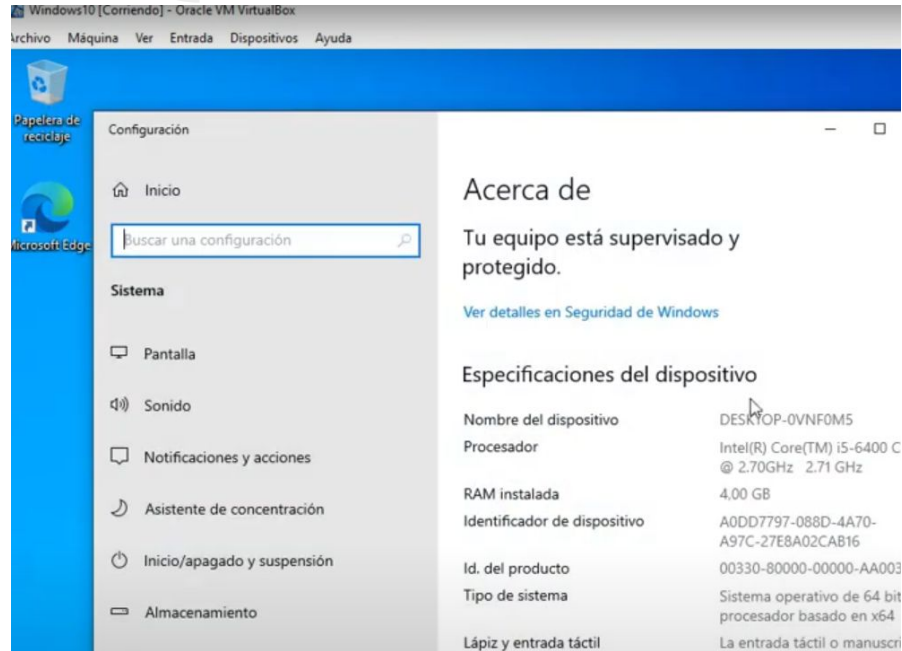 Windows10 [Corriendo] - Oracle VM VirtualBox
Archivo Máquina Ver Entrada Dispositivos Ayuda
Papelera de
reciclaje
Microsoft Edge
Configuración
Inicio
Buscar una configuración
Sistema
Pantalla
Sonido
Notificaciones y acciones
Asistente de concentración
Inicio/apagado y suspensión
Almacenamiento
Acerca de
Tu equipo está supervisado y
protegido.
Ver detalles en Seguridad de Windows
Especificaciones del dispositivo
Nombre del dispositivo DESKTOP-0VNF0M5
Procesador Intel(R) Core(TM) i5-6400 C
@ 2.70GHz 2.71 GHz
RAM instalada 4,00 GB
Identificador de dispositivo A0DD7797-088D-4A70-
A97C-27E8A02CAB16
Id. del producto 00330-80000-00000-AA003
Tipo de sistema Sistema operativo de 64 bit
procesador basado en x64
Lápiz y entrada táctil La entrada táctil o manuscri